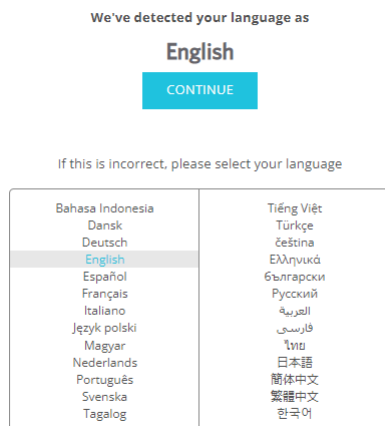 We've detected your language as
English
CONTINUE
If this is incorrect, please select your language
Bahasa Indonesia
Dansk
Deutsch
English
Español
Français
Italiano
Język polski
Magyar
Nederlands
Português
Svenska
Tagalog
Tiếng Việt
Türkçe
čeština
Ελληνικά
български
Русский
العربية
فارسی
ไทย
日本語
简体中文
繁體中文
한국어